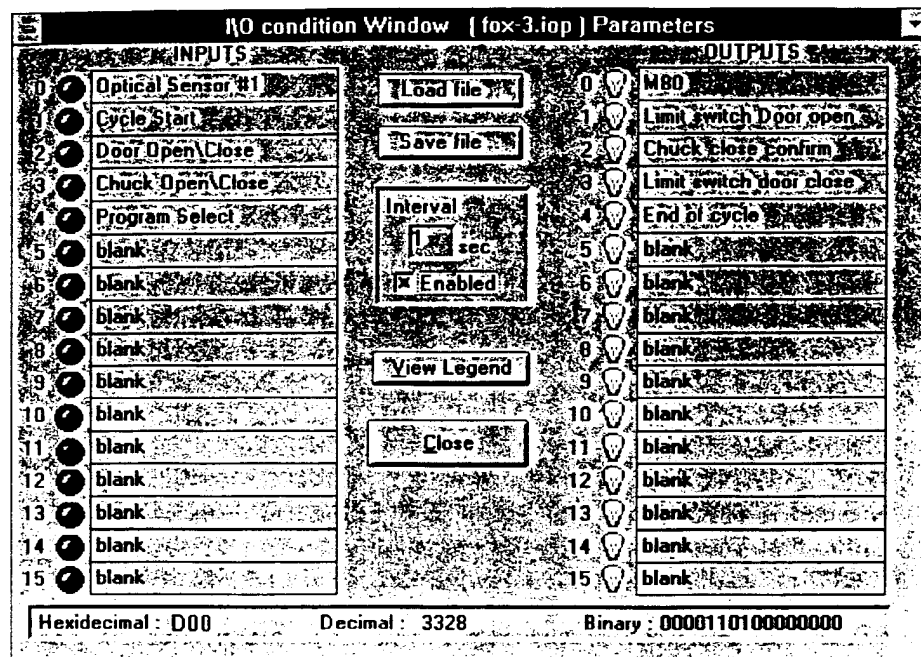 I\O condition Window ( fox-3.iop ) Parameters
INPUTS
0 Optical Sensor #1
1 Cycle Start
2 Door Open\Close
3 Chuck Open\Close
4 Program Select
5 blank
6 blank
7 blank
8 blank
9 blank
10 blank
11 blank
12 blank
13 blank
14 blank
15 blank
Load file
Save file
Interval
1 sec
Enabled
View Legend
Close
OUTPUTS
0 M80
1 Limit switch Door open
2 Chuck close confirm
3 Limit switch door close
4 End of cycle
5 blank
6 blank
7 blank
8 blank
9 blank
10 blank
11 blank
12 blank
13 blank
14 blank
15 blank
Hexidecimal : D00 Decimal : 3328 Binary : 0000110100000000